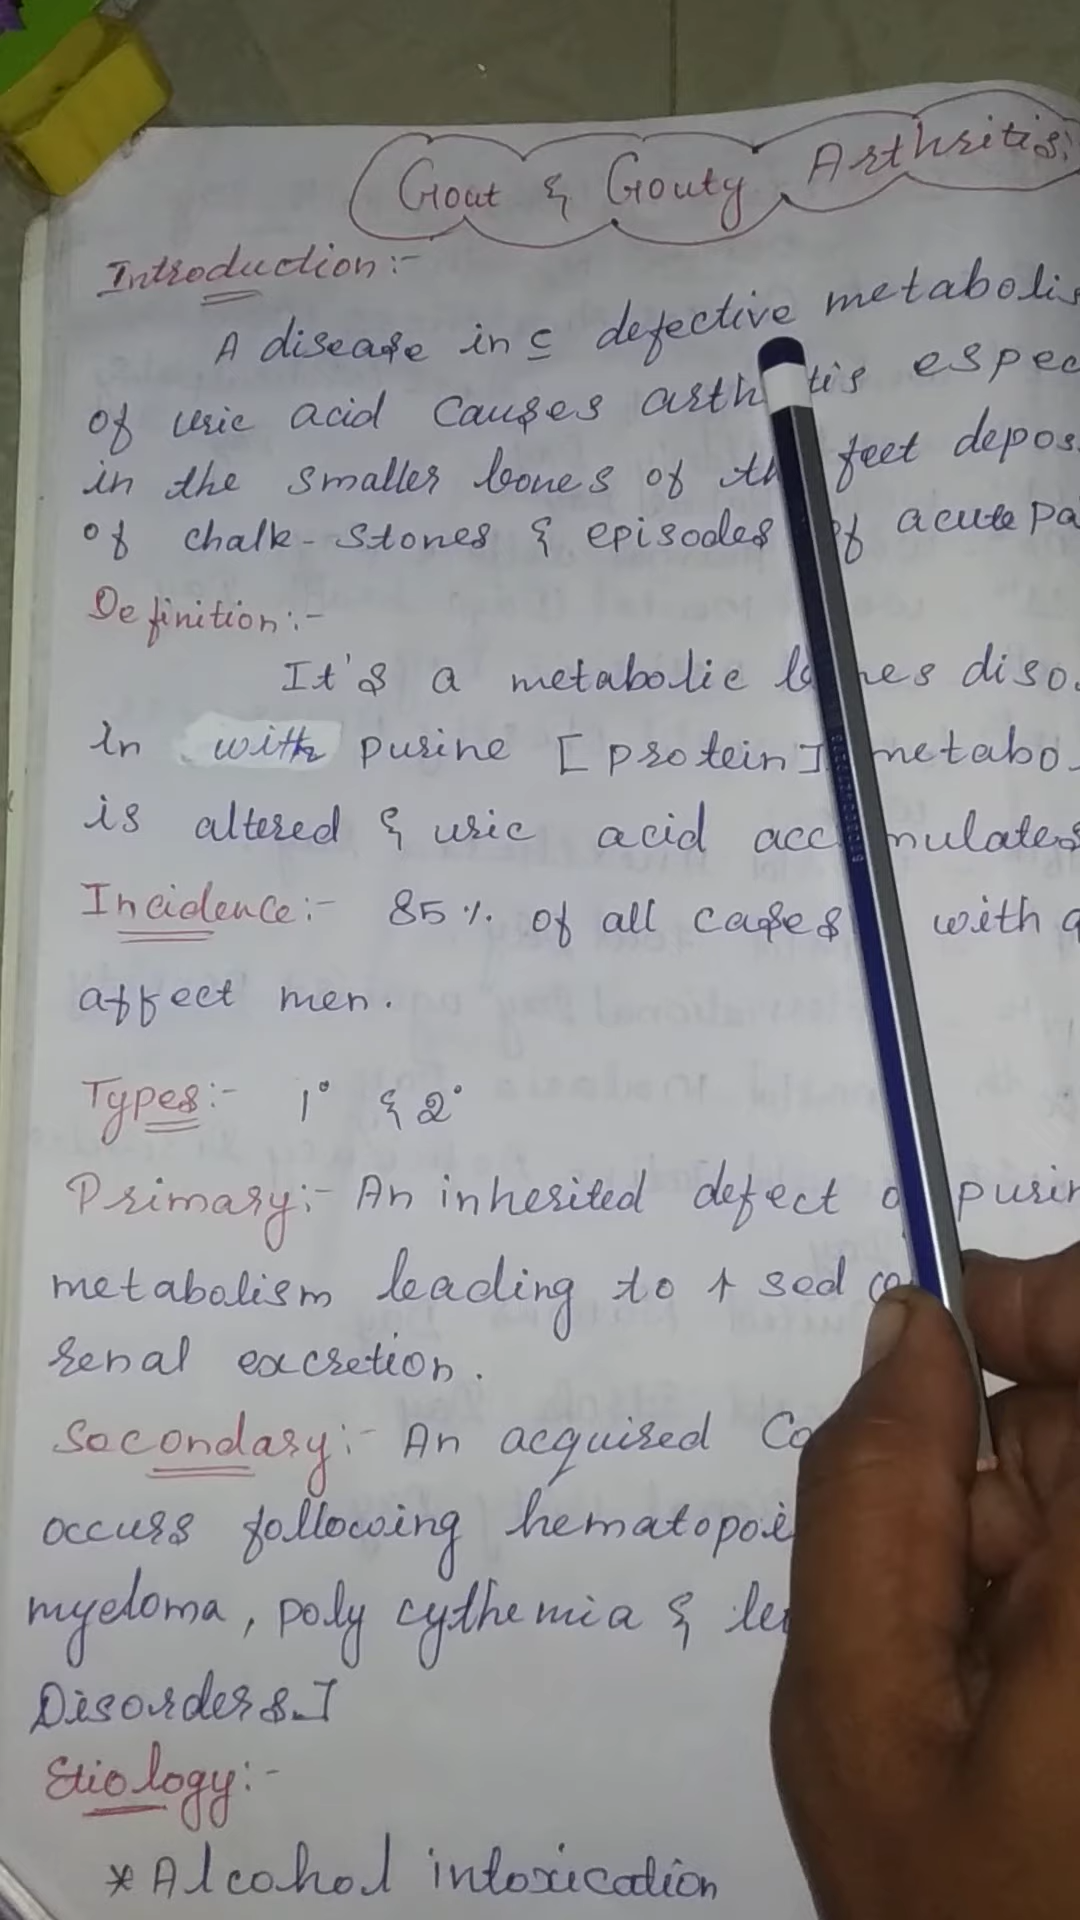 Gout & Gouty Arthritis:
Introduction:-
A disease in c̲ defective metabolis
of uric acid causes arth tis espec
in the smaller bones of th feet depos
of chalk-stones & episodes of acute Pa
Definition:-
It's a metabolic diso
In with purine [protein] metabo
is altered & uric acid acc mulates
Incidence:- 85% of all cases with
affect men.
Types:- 1° & 2°
Primary:- An inherited defect o purin
metabolism leading to ↑sed
renal excretion.
Socondary:- An acquired Co
occurs following hematopoi
myeloma, poly cythemia & le
Disorders]
Etiology:-
* Alcohol intoxication